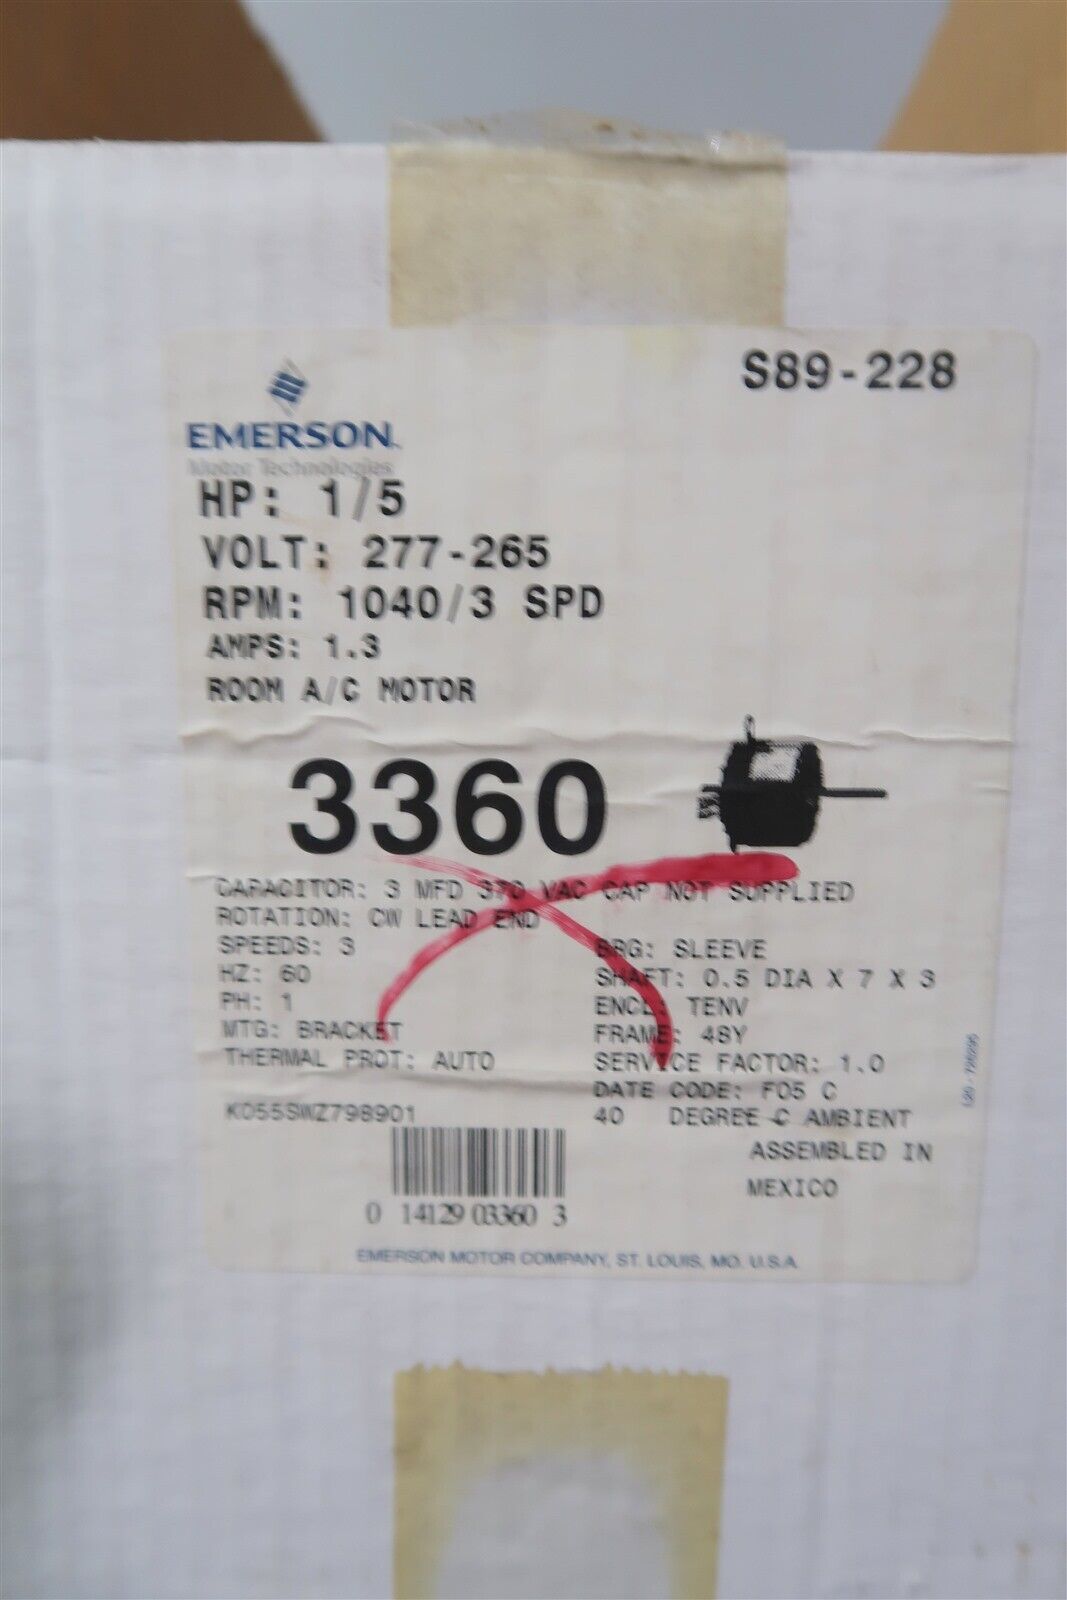 S89-228
EMERSON.
Motor Technologies
HP: 1/5
VOLT: 277-265
RPM: 1040/3 SPD
AMPS: 1.3
ROOM A/C MOTOR
3360
CAPACITOR: 3 MFD 370 VAC CAP NOT SUPPLIED
ROTATION: CW LEAD END
SPEEDS: 3
HZ: 60
PH: 1
MTG: BRACKET
THERMAL PROT: AUTO
BRG: SLEEVE
SHAFT: 0.5 DIA X 7 X 3
ENCL: TENV
FRAME: 48Y
SERVICE FACTOR: 1.0
DATE CODE: F05 C
K055SWZ798901
40 DEGREE C AMBIENT
ASSEMBLED IN
MEXICO
0 14129 03360 3
EMERSON MOTOR COMPANY, ST. LOUIS, MO. U.S.A.